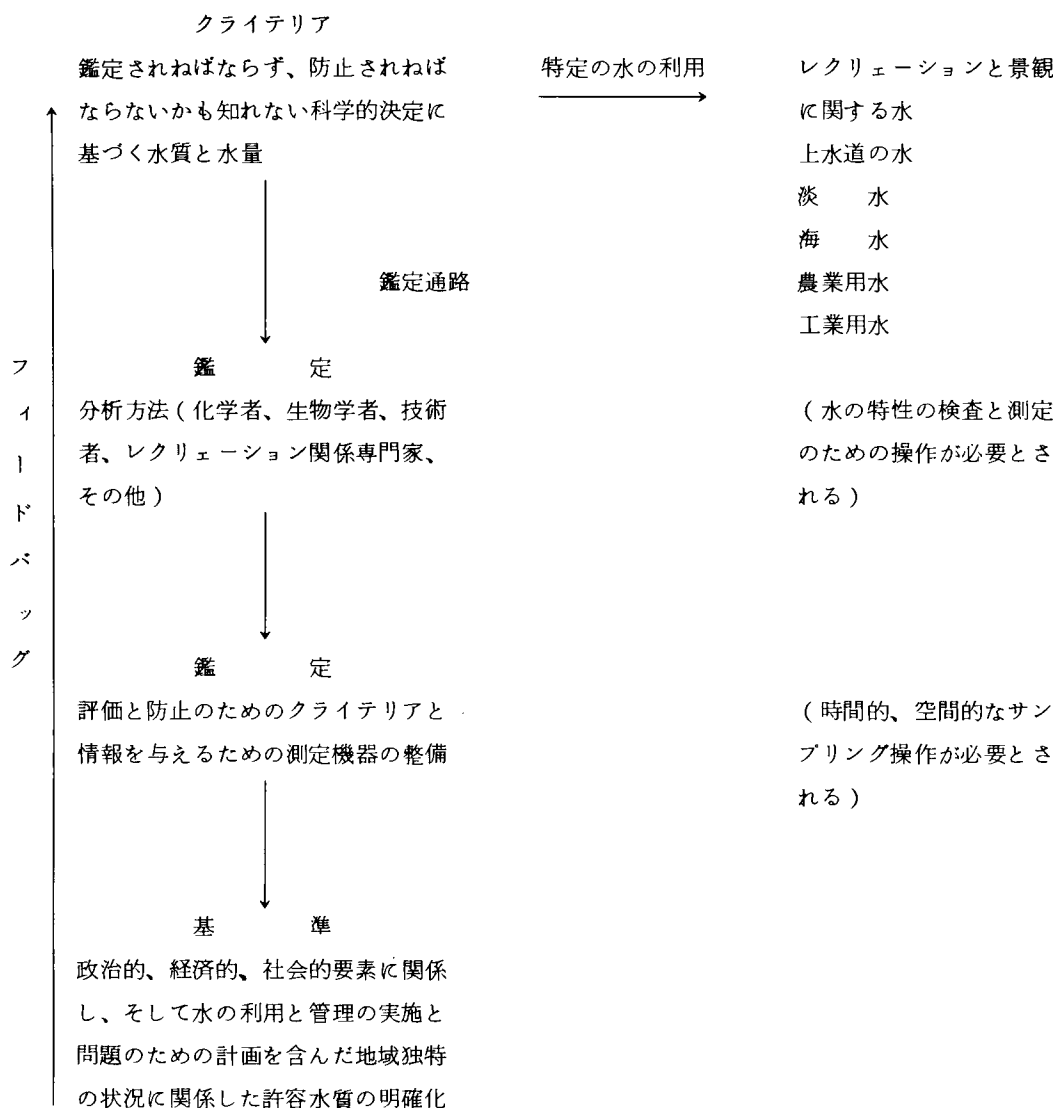 クライテリア
鑑定されねばならず、防止されねば
ならないかも知れない科学的決定に
基づく水質と水量
特定の水の利用
レクリェーションと景観
に関する水
上水道の水
淡　　水
海　　水
農業用水
工業用水
鑑定通路
フィードバッグ
鑑　　　定
分析方法（化学者、生物学者、技術
者、レクリェーション関係専門家、
その他）
（水の特性の検査と測定
のための操作が必要とさ
れる）
鑑　　　定
評価と防止のためのクライテリアと
情報を与えるための測定機器の整備
（時間的、空間的なサン
プリング操作が必要とさ
れる）
基　　　準
政治的、経済的、社会的要素に関係
し、そして水の利用と管理の実施と
問題のための計画を含んだ地域独特
の状況に関係した許容水質の明確化